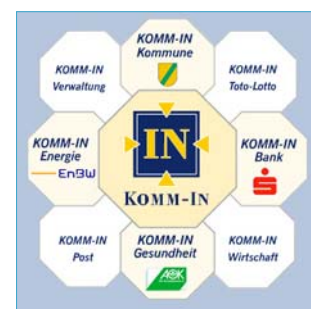 KOMM-IN
Kommune
KOMM-IN
Verwaltung
KOMM-IN
Toto-Lotto
KOMM-IN
Energie
EnBW
IN
KOMM-IN
KOMM-IN
Bank
KOMM-IN
Post
KOMM-IN
Gesundheit
AOK
KOMM-IN
Wirtschaft